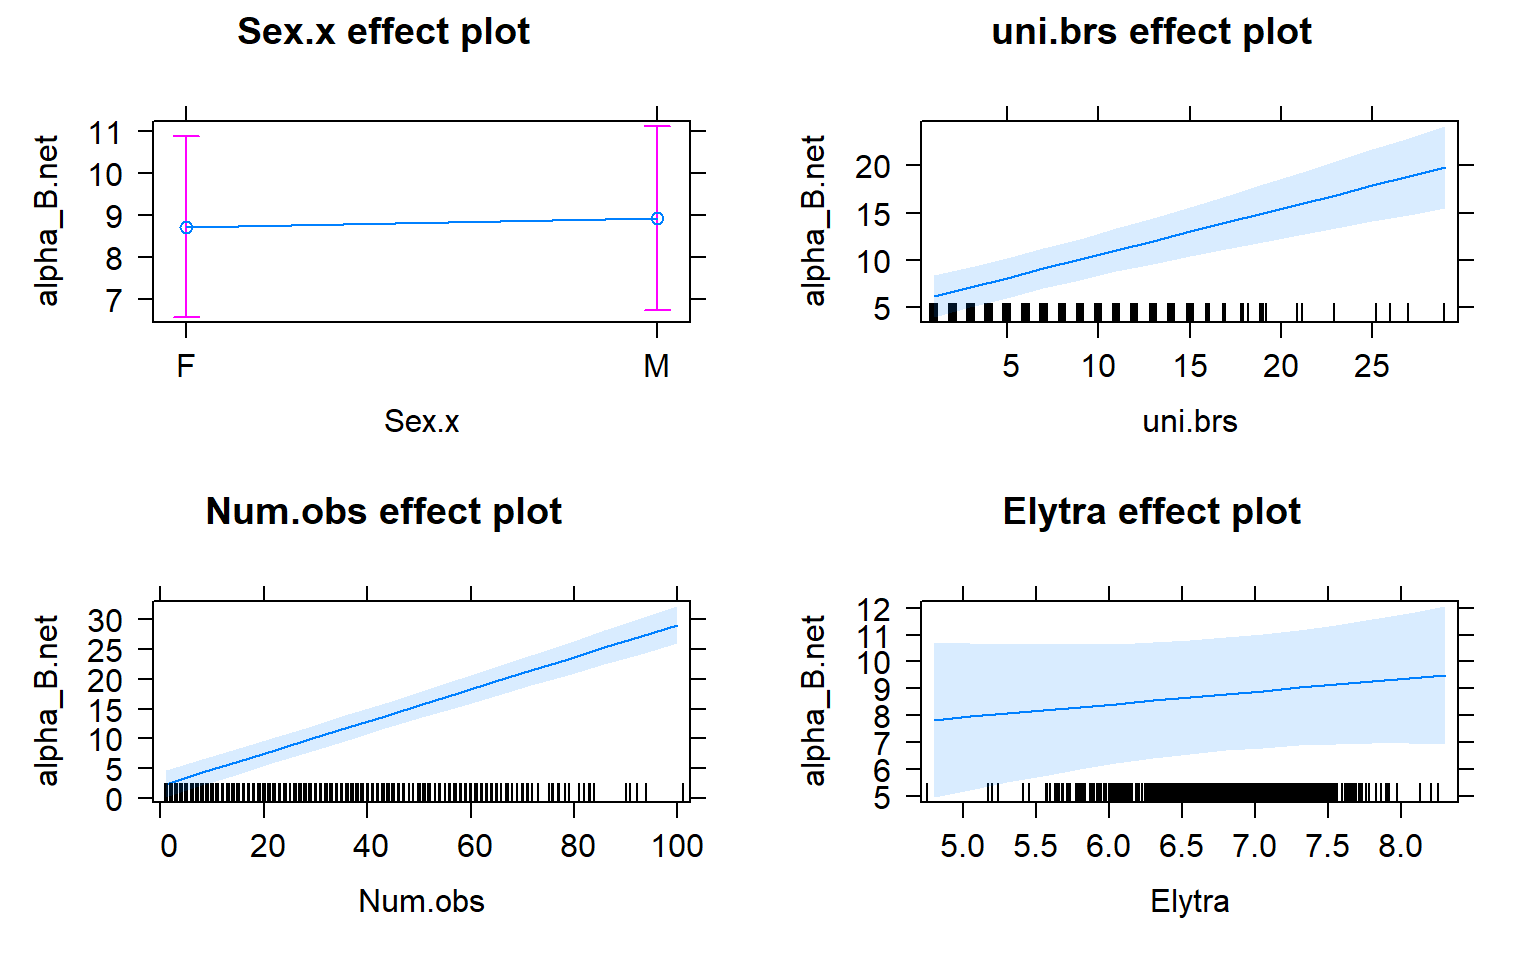 Sex.x effect plot
alpha_B.net
11
10
9
8
7
F M
Sex.x
uni.brs effect plot
alpha_B.net
20
15
10
5
5 10 15 20 25
uni.brs
Num.obs effect plot
alpha_B.net
30
25
20
15
10
5
0
0 20 40 60 80 100
Num.obs
Elytra effect plot
alpha_B.net
12
11
10
9
8
7
6
5
5.0 5.5 6.0 6.5 7.0 7.5 8.0
Elytra